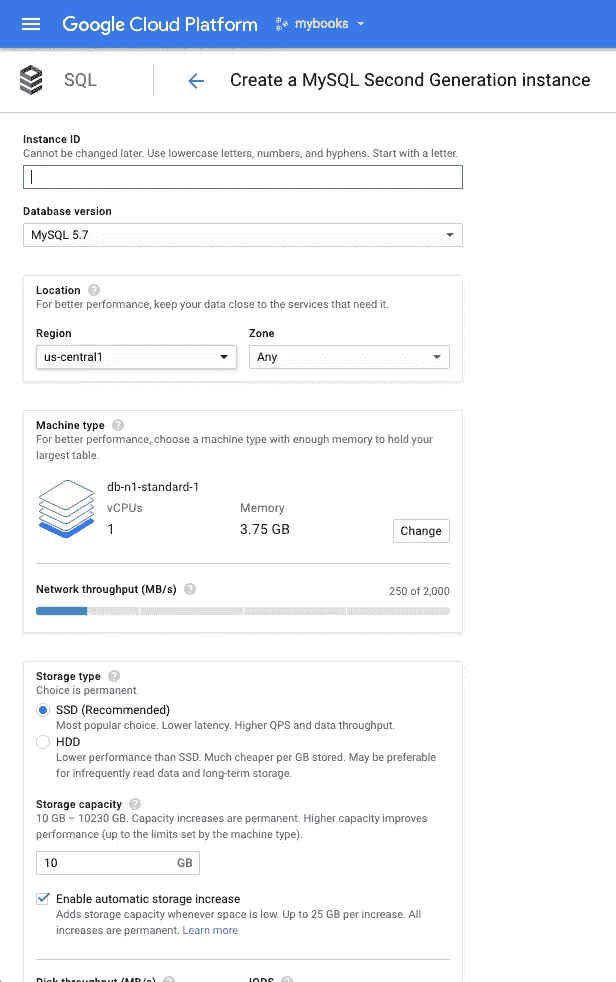 Google Cloud Platform mybooks
SQL Create a MySQL Second Generation instance
Instance ID
Cannot be changed later. Use lowercase letters, numbers, and hyphens. Start with a letter.
Database version
MySQL 5.7
Location
For better performance, keep your data close to the services that need it.
Region Zone
us-central1 Any
Machine type
For better performance, choose a machine type with enough memory to hold your
largest table.
db-n1-standard-1
vCPUs Memory
1 3.75 GB Change
Network throughput (MB/s) 250 of 2,000
Storage type
Choice is permanent.
SSD (Recommended)
Most popular choice. Lower latency. Higher QPS and data throughput.
HDD
Lower performance than SSD. Much cheaper per GB stored. May be preferable
for infrequently read data and long-term storage.
Storage capacity
10 GB – 10230 GB. Capacity increases are permanent. Higher capacity improves
performance (up to the limits set by the machine type).
10 GB
Enable automatic storage increase
Adds storage capacity whenever space is low. Up to 25 GB per increase. All
increases are permanent. Learn more
Disk throughput (MB/s) IOPS